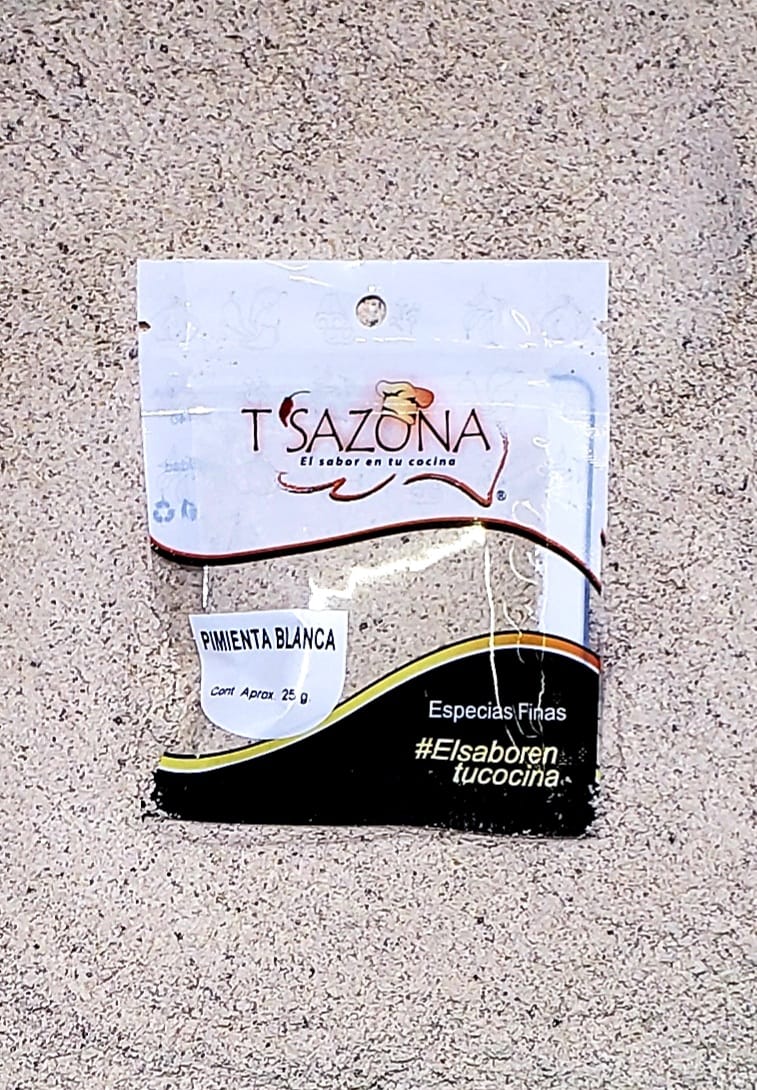 T'SAZONA
El sabor en tu cocina
®
PIMIENTA BLANCA
Cont Aprox. 25 g.
Especias Finas
#Elsaboren
tucocina